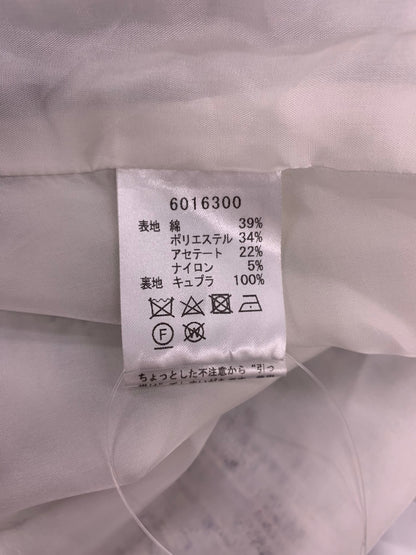 6016300
表地 綿 39%
ポリエステル 34%
アセテート 22%
ナイロン 5%
裏地 キュプラ 100%
F W
ちょっとした不注意から“引っ